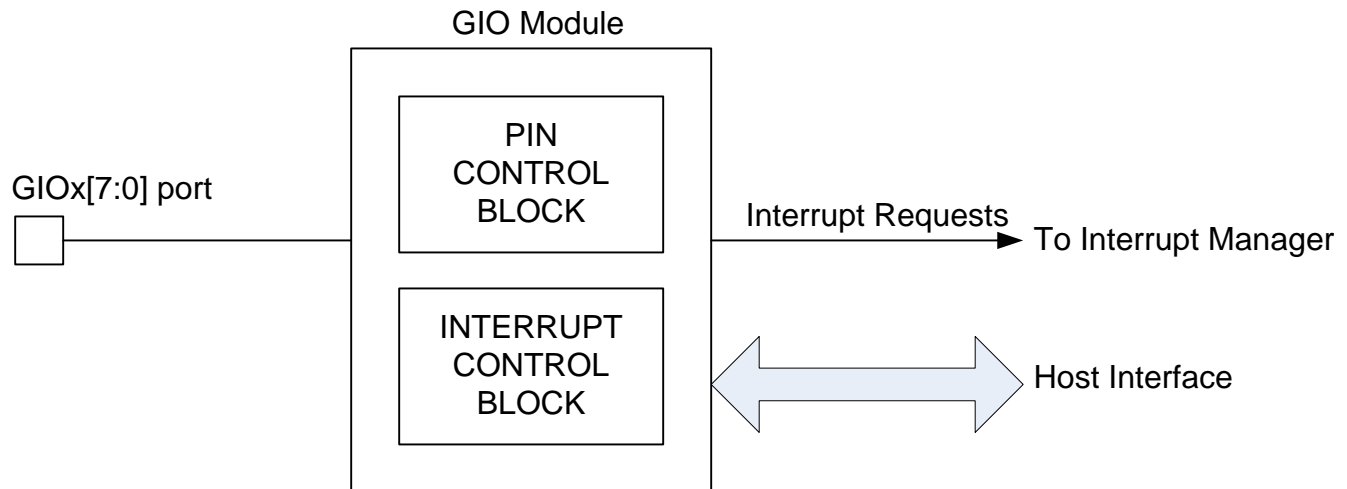 GIO Module
PIN
CONTROL
BLOCK
GIOx[7:0] port
Interrupt Requests
To Interrupt Manager
INTERRUPT
CONTROL
BLOCK
Host Interface